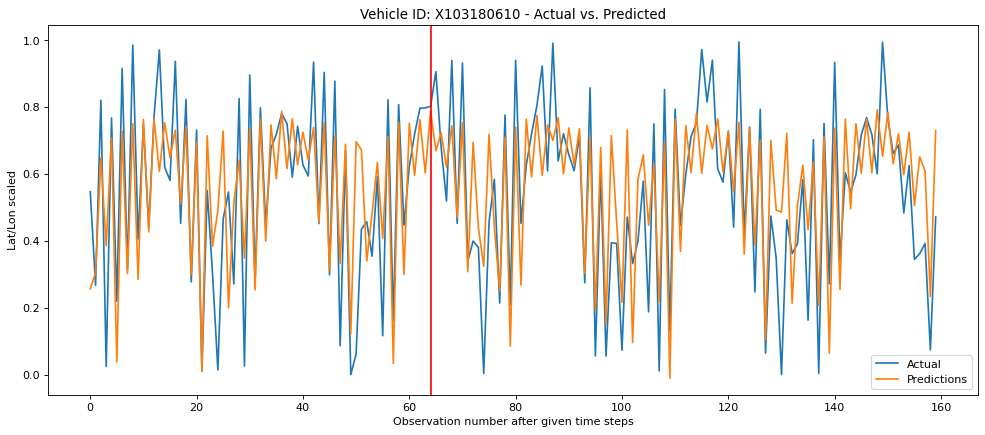 Vehicle ID: X103180610 - Actual vs. Predicted
Lat/Lon scaled
1.0
0.8
0.6
0.4
0.2
0.0
0 20 40 60 80 100 120 140 160
Observation number after given time steps
Actual
Predictions